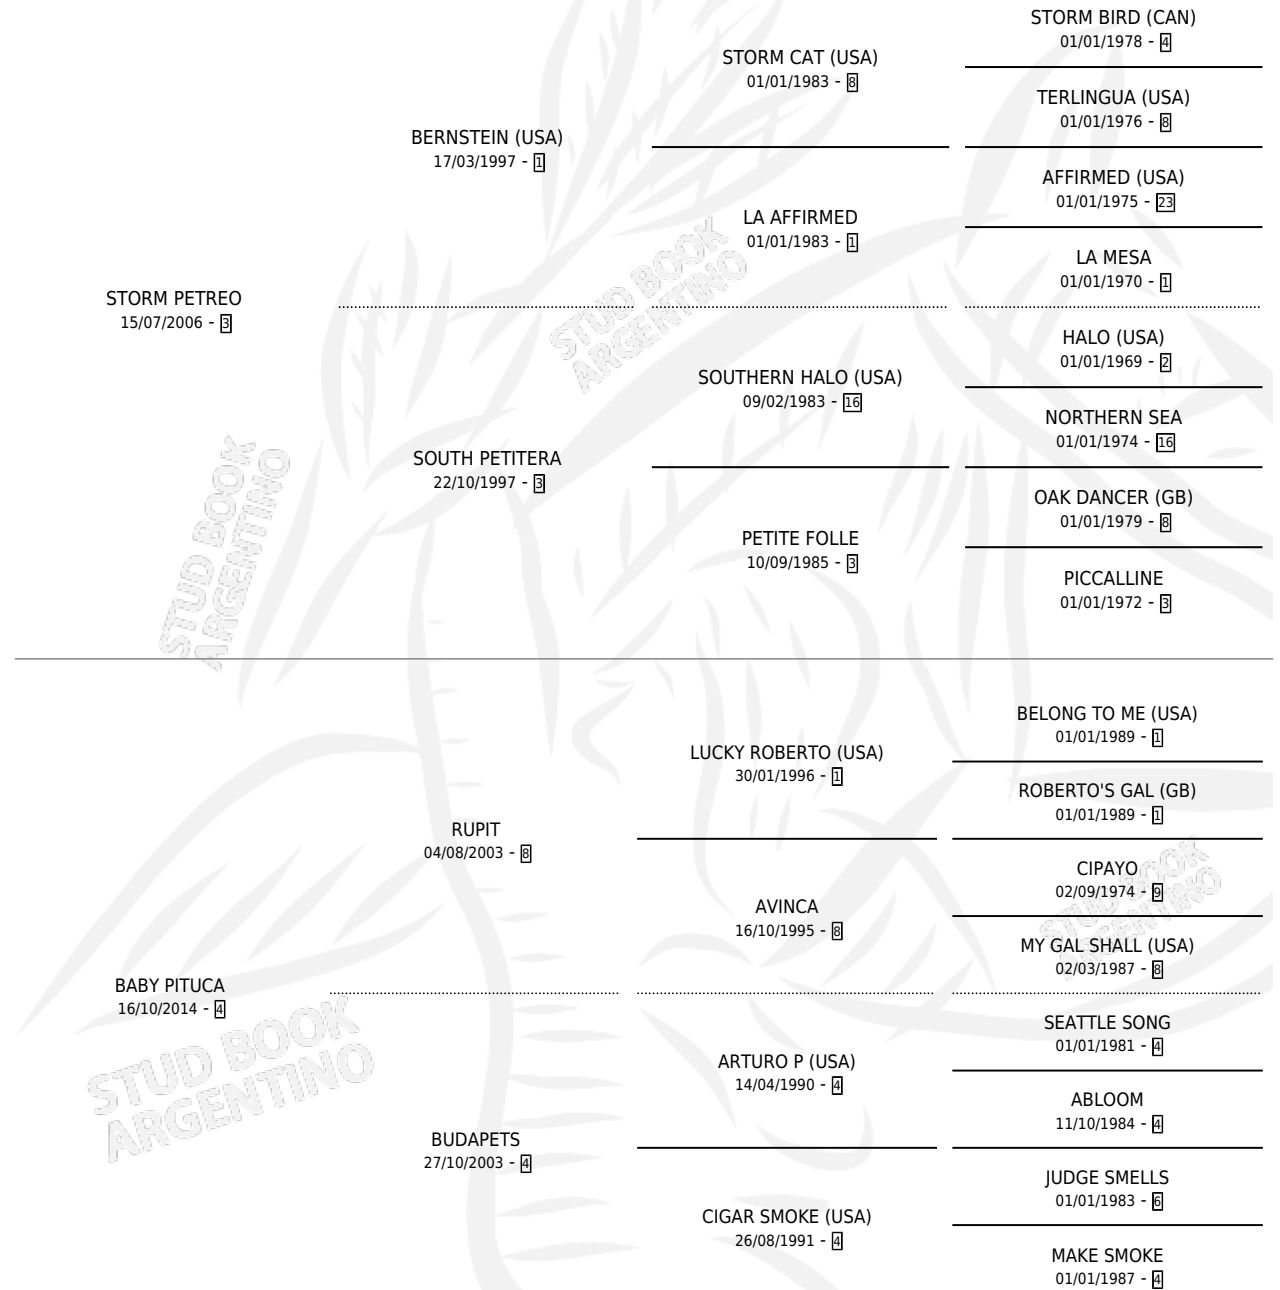 STORM BIRD (CAN)
01/01/1978 - 4
STORM CAT (USA)
01/01/1983 - 8
TERLINGUA (USA)
01/01/1976 - 8
BERNSTEIN (USA)
17/03/1997 - 1
AFFIRMED (USA)
01/01/1975 - 23
LA AFFIRMED
01/01/1983 - 1
LA MESA
01/01/1970 - 1
STORM PETREO
15/07/2006 - 3
HALO (USA)
01/01/1969 - 2
SOUTHERN HALO (USA)
09/02/1983 - 16
NORTHERN SEA
01/01/1974 - 16
SOUTH PETITERA
22/10/1997 - 3
OAK DANCER (GB)
01/01/1979 - 8
PETITE FOLLE
10/09/1985 - 3
PICCALLINE
01/01/1972 - 3
BELONG TO ME (USA)
01/01/1989 - 1
LUCKY ROBERTO (USA)
30/01/1996 - 1
ROBERTO'S GAL (GB)
01/01/1989 - 1
RUPIT
04/08/2003 - 8
CIPAYO
02/09/1974 - 9
AVINCA
16/10/1995 - 8
MY GAL SHALL (USA)
02/03/1987 - 8
BABY PITUCA
16/10/2014 - 4
SEATTLE SONG
01/01/1981 - 4
ARTURO P (USA)
14/04/1990 - 4
ABLOOM
11/10/1984 - 4
BUDAPETS
27/10/2003 - 4
JUDGE SMELLS
01/01/1983 - 6
CIGAR SMOKE (USA)
26/08/1991 - 4
MAKE SMOKE
01/01/1987 - 4
STUD BOOK
ARGENTINO
STUD BOOK
ARGENTINO
STUD BOOK
ARGENTINO
STUD BOOK
ARGENTINO